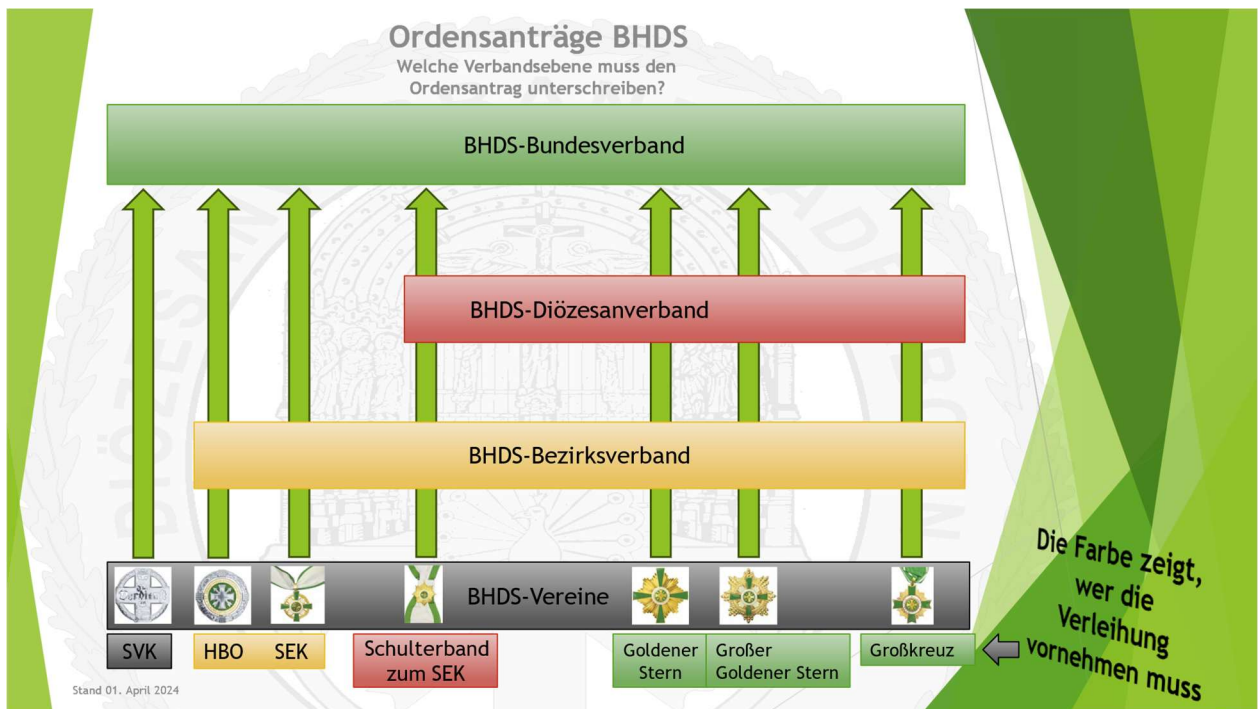 Ordensanträge BHDS
Welche Verbandsebene muss den
Ordensantrag unterschreiben?
BHDS-Bundesverband
BHDS-Diözesanverband
BHDS-Bezirksverband
BHDS-Vereine
SVK
HBO
SEK
Schulterband
zum SEK
Goldener
Stern
Großer
Goldener Stern
Großkreuz
Die Farbe zeigt,
wer die
Verleihung
vornehmen muss
Stand 01. April 2024